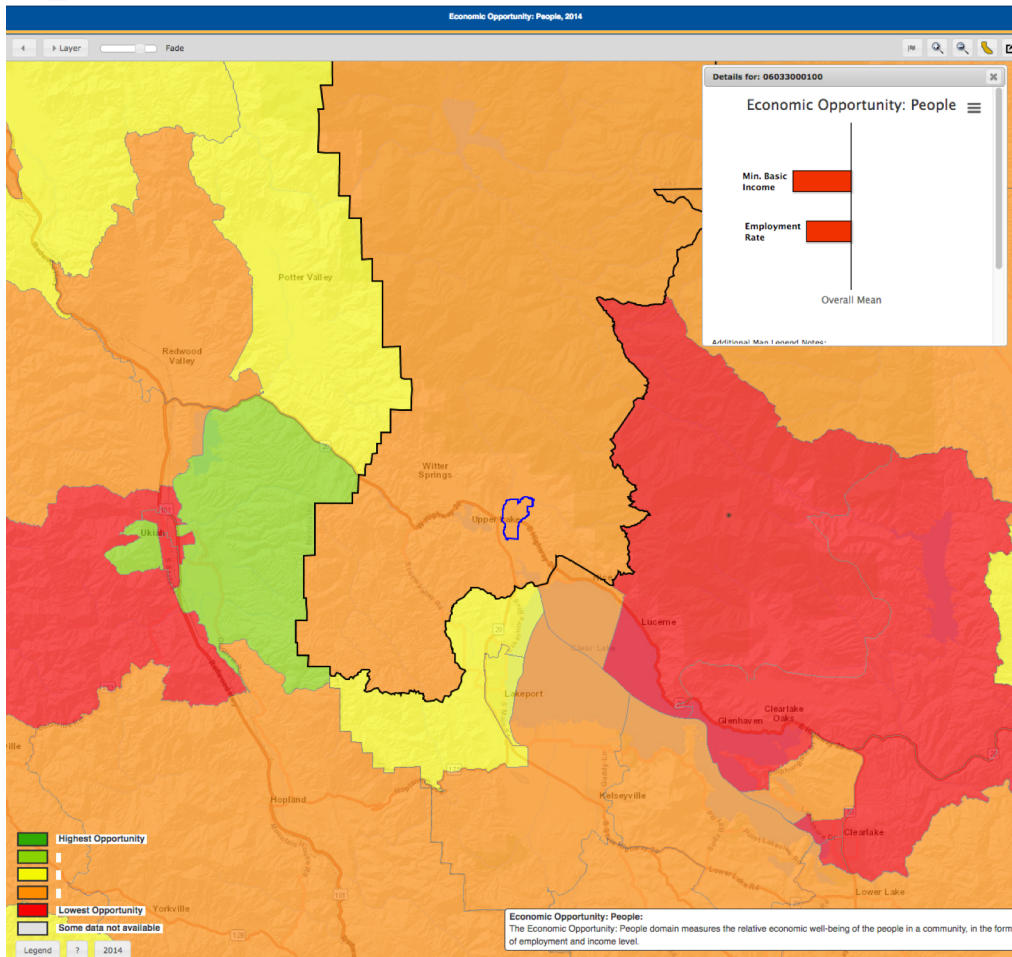 Economic Opportunity: People, 2014
Layer
Fade
Details for: 06033000100
Economic Opportunity: People
Min. Basic
Income
Employment
Rate
Overall Mean
Additional Map Legend Notes:
Potter Valley
Redwood
Valley
Witter
Springs
Upper Lake
Ukiah
Lucerne
Clear Lake
Lakeport
29
Glenhaven
Clearlake
Oaks
Kelseyville
Hopland
Clearlake
Lower Lake
Yorkville
128
101
175
Highest Opportunity
Lowest Opportunity
Some data not available
Legend
?
2014
Economic Opportunity: People:
The Economic Opportunity: People domain measures the relative economic well-being of the people in a community, in the form
of employment and income level.